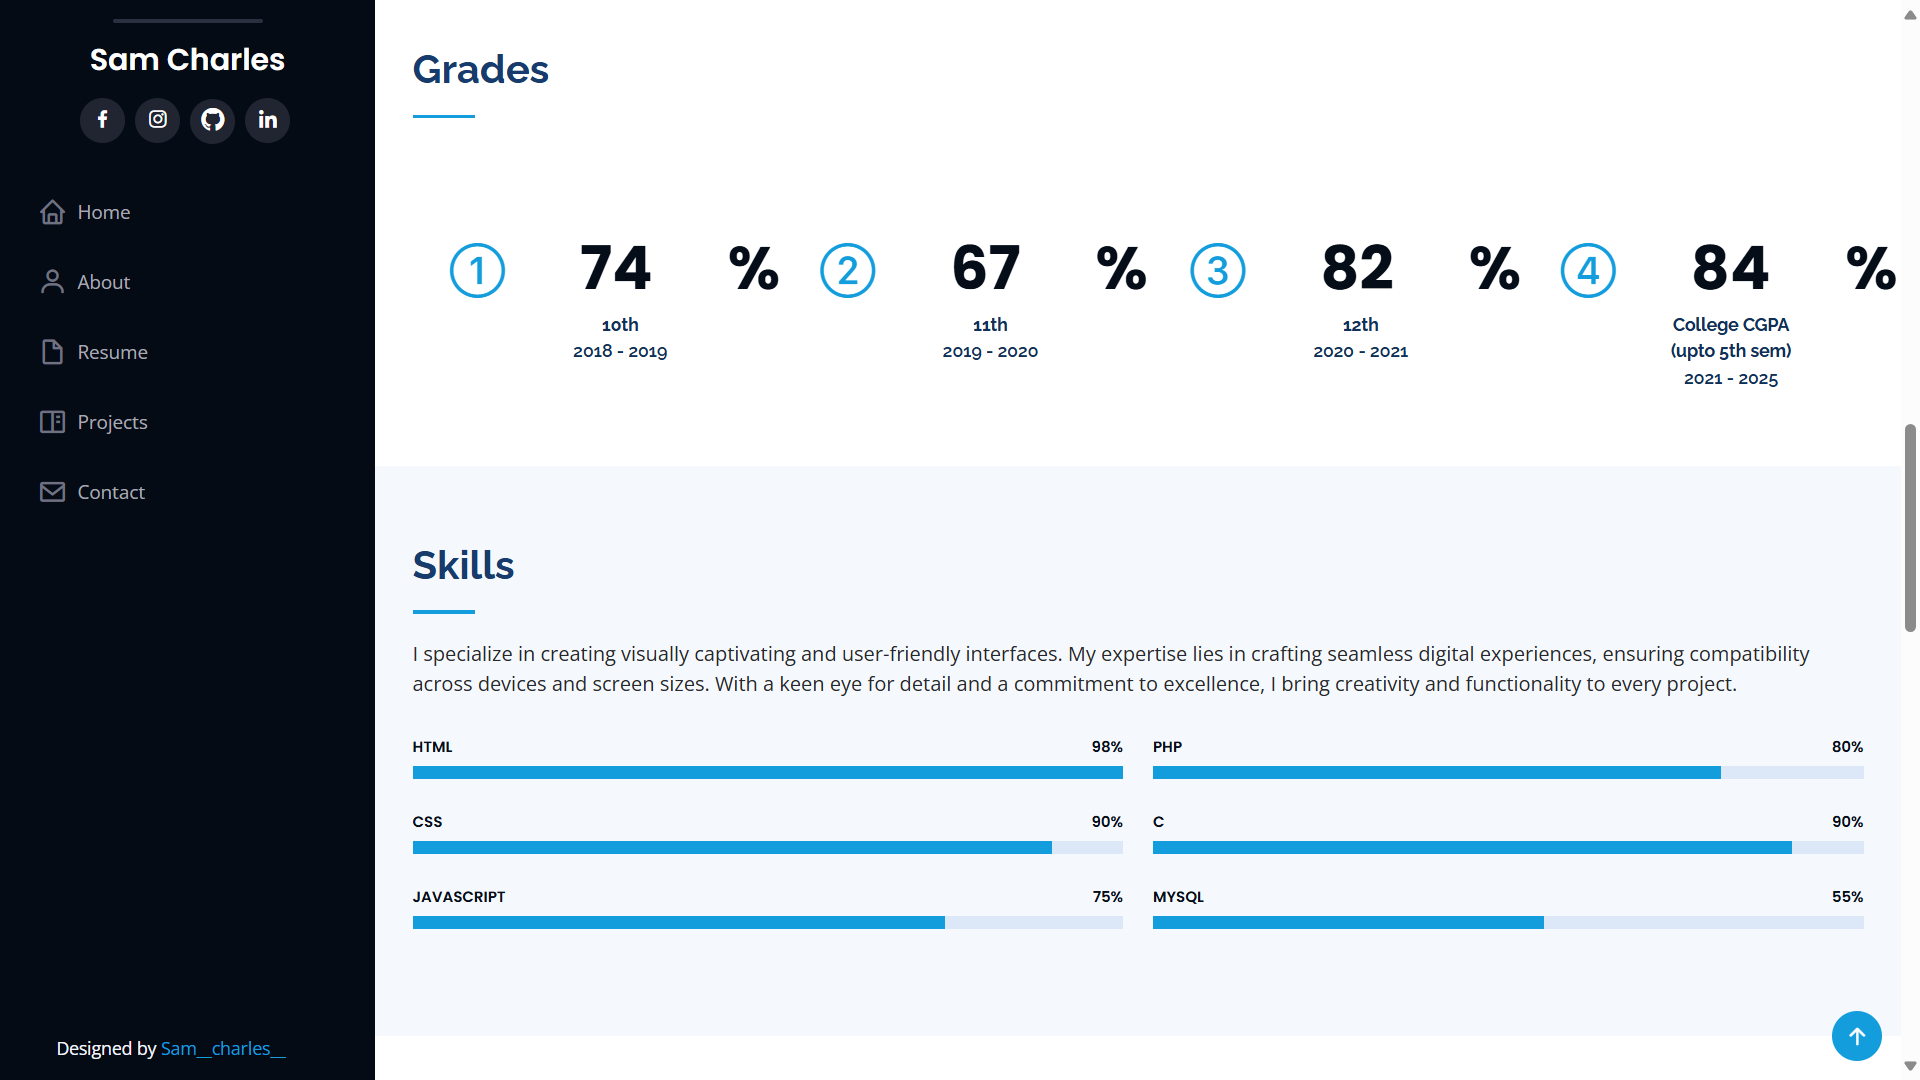 Sam Charles
Home
About
Resume
Projects
Contact
Designed by Sam__charles__
Grades
1 74 %
10th
2018 - 2019
2 67 %
11th
2019 - 2020
3 82 %
12th
2020 - 2021
4 84 %
College CGPA
(upto 5th sem)
2021 - 2025
Skills
I specialize in creating visually captivating and user-friendly interfaces. My expertise lies in crafting seamless digital experiences, ensuring compatibility
across devices and screen sizes. With a keen eye for detail and a commitment to excellence, I bring creativity and functionality to every project.
HTML 98%
CSS 90%
JAVASCRIPT 75%
PHP 80%
C 90%
MYSQL 55%